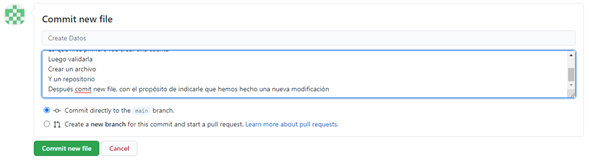 Commit new file
Create Datos
Luego validarla
Crear un archivo
Y un repositorio
Después comit new file, con el propósito de indicarle que hemos hecho una nueva modificación
Commit directly to the main branch.
Create a new branch for this commit and start a pull request. Learn more about pull requests.
Commit new file
Cancel